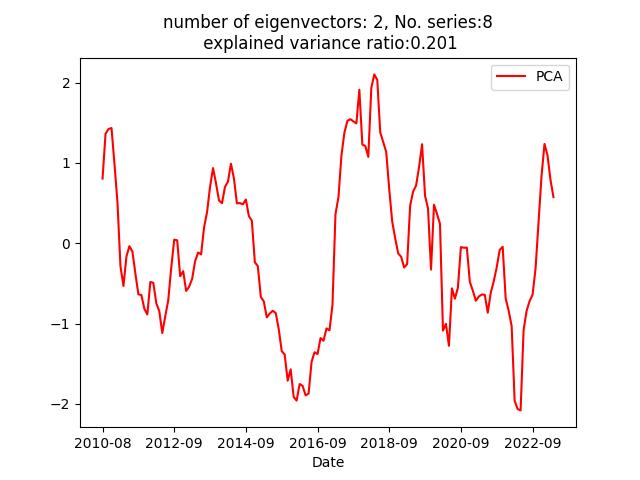 number of eigenvectors: 2, No. series:8
explained variance ratio:0.201
PCA
2
1
0
−1
−2
2010-08 2012-09 2014-09 2016-09 2018-09 2020-09 2022-09
Date